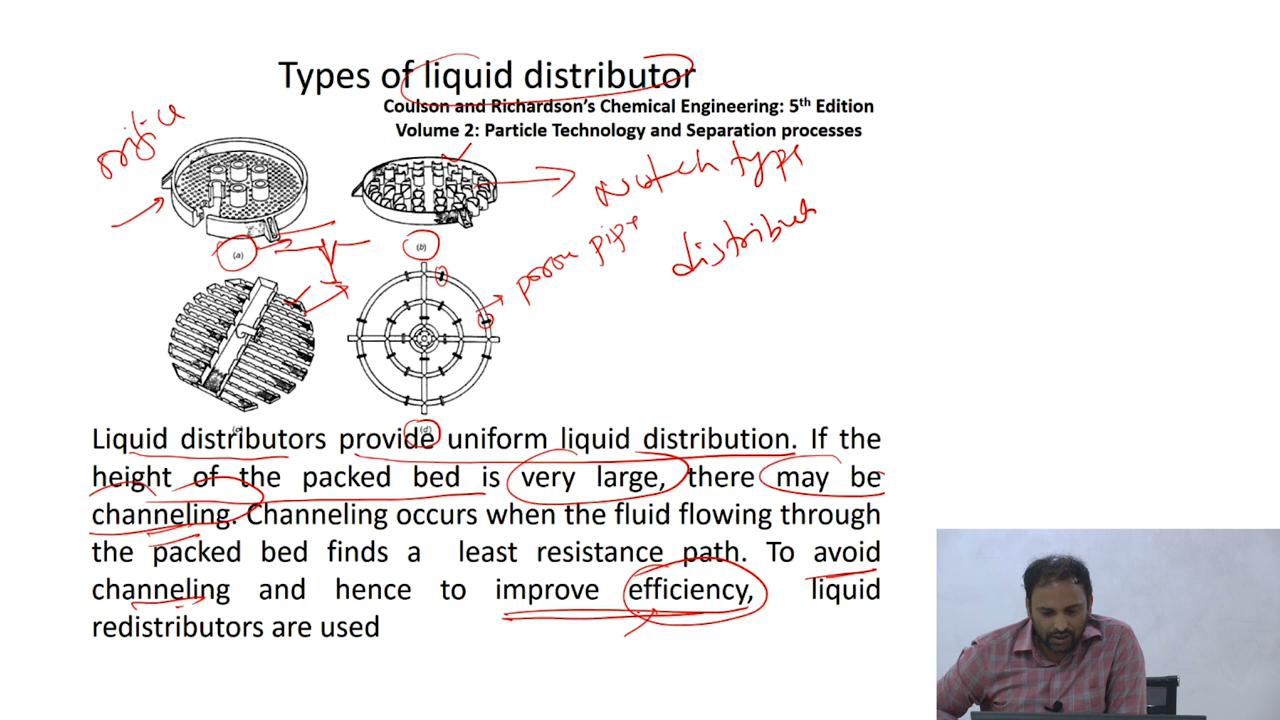 Types of liquid distributor
Coulson and Richardson's Chemical Engineering: 5th Edition
Volume 2: Particle Technology and Separation processes
orifice
Notch type
distributor
porous pipe
(a)
(b)
(c)
(d)
Liquid distributors provide uniform liquid distribution. If the
height of the packed bed is very large, there may be
channeling. Channeling occurs when the fluid flowing through
the packed bed finds a least resistance path. To avoid
channeling and hence to improve efficiency, liquid
redistributors are used